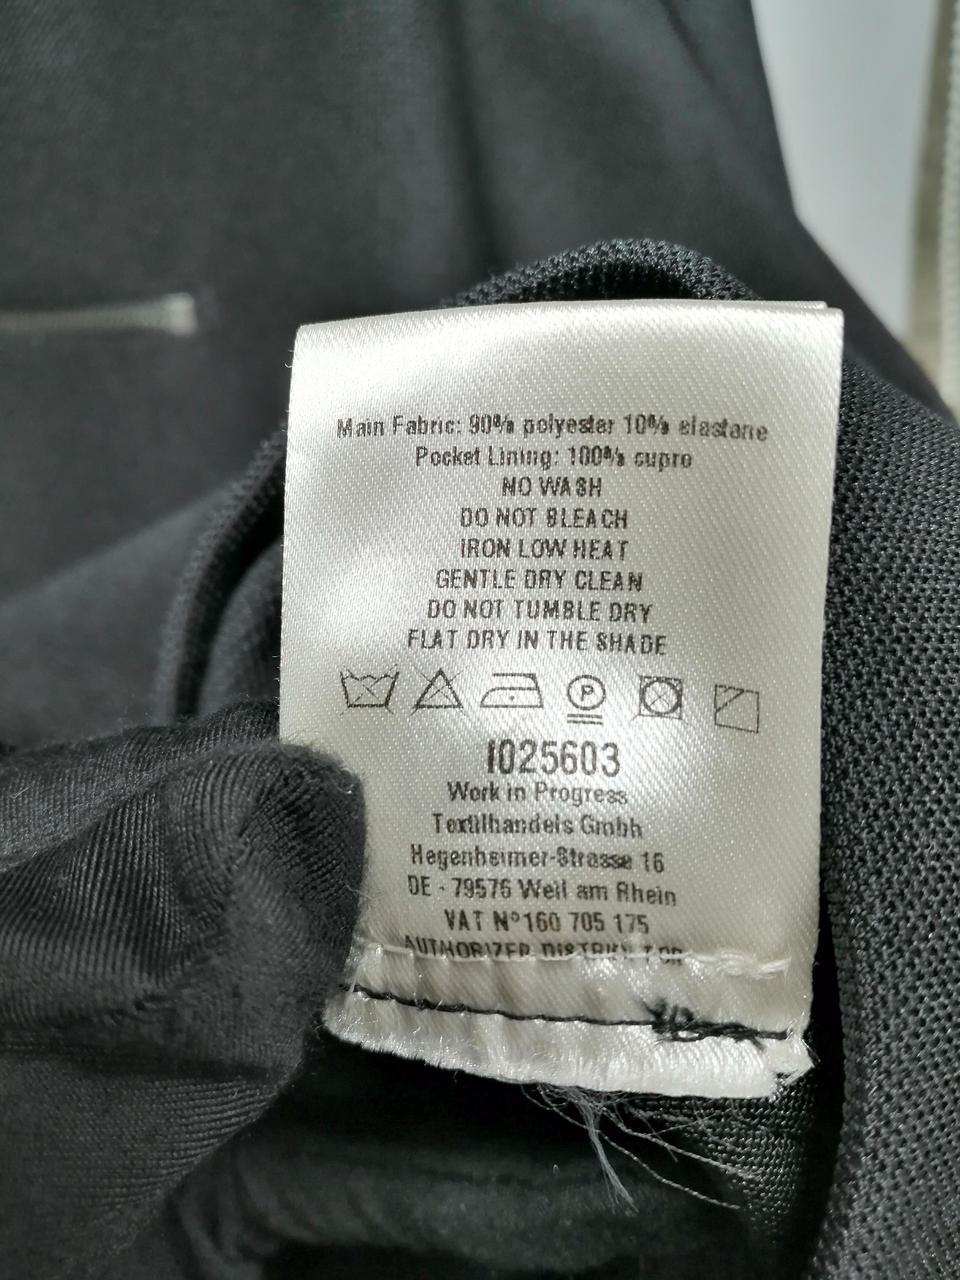 Main Fabric: 90% polyester 10% elastane
Pocket Lining: 100% cupro
NO WASH
DO NOT BLEACH
IRON LOW HEAT
GENTLE DRY CLEAN
DO NOT TUMBLE DRY
FLAT DRY IN THE SHADE
P
I025603
Work in Progress
Textilhandels Gmbh
Hegenheimer-Strasse 16
DE - 79576 Weil am Rhein
VAT N°160 705 175
AUTHORIZED DISTRIBUTOR